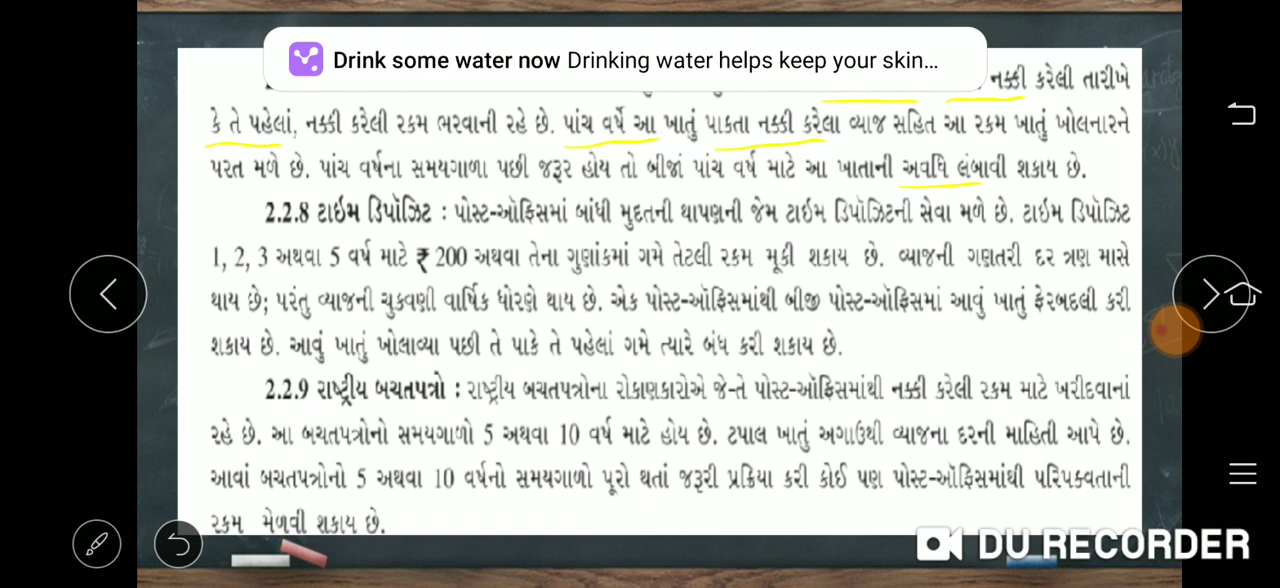 Drink some water now Drinking water helps keep your skin...
નક્કી કરેલી તારીખે
કે તે પહેલાં, નક્કી કરેલી રકમ ભરવાની રહે છે. પાંચ વર્ષે આ ખાતું પાકતા નક્કી કરેલા વ્યાજ સહિત આ રકમ ખાતું ખોલનારને
પરત મળે છે. પાંચ વર્ષના સમયગાળા પછી જરૂર હોય તો બીજાં પાંચ વર્ષ માટે આ ખાતાની અવધિ લંબાવી શકાય છે.
2.2.8 ટાઇમ ડિપૉઝિટ : પોસ્ટ-ઑફિસમાં બાંધી મુદતની થાપણની જેમ ટાઇમ ડિપૉઝિટની સેવા મળે છે. ટાઇમ ડિપૉઝિટ
1, 2, 3 અથવા 5 વર્ષ માટે ₹ 200 અથવા તેના ગુણાંકમાં ગમે તેટલી રકમ મૂકી શકાય છે. વ્યાજની ગણતરી દર ત્રણ માસે
થાય છે; પરંતુ વ્યાજની ચુકવણી વાર્ષિક ધોરણે થાય છે. એક પોસ્ટ-ઑફિસમાંથી બીજી પોસ્ટ-ઑફિસમાં આવું ખાતું ફેરબદલી કરી
શકાય છે. આવું ખાતું ખોલાવ્યા પછી તે પાકે તે પહેલાં ગમે ત્યારે બંધ કરી શકાય છે.
2.2.9 રાષ્ટ્રીય બચતપત્રો : રાષ્ટ્રીય બચતપત્રોના રોકાણકારોએ જે-તે પોસ્ટ-ઑફિસમાંથી નક્કી કરેલી રકમ માટે ખરીદવાનાં
રહે છે. આ બચતપત્રોનો સમયગાળો 5 અથવા 10 વર્ષ માટે હોય છે. ટપાલ ખાતું અગાઉથી વ્યાજના દરની માહિતી આપે છે.
આવાં બચતપત્રોનો 5 અથવા 10 વર્ષનો સમયગાળો પૂરો થતાં જરૂરી પ્રક્રિયા કરી કોઈ પણ પોસ્ટ-ઑફિસમાંથી પરિપક્વતાની
રકમ મેળવી શકાય છે.
DU RECORDER